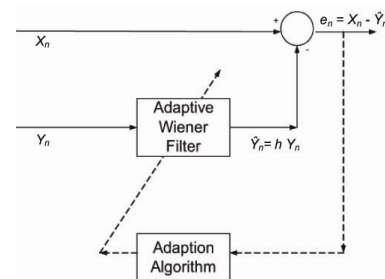 +
eₙ = Xₙ - Ŷₙ
Xₙ
-
Adaptive
Wiener
Filter
Yₙ
Ŷₙ= h Yₙ
Adaption
Algorithm